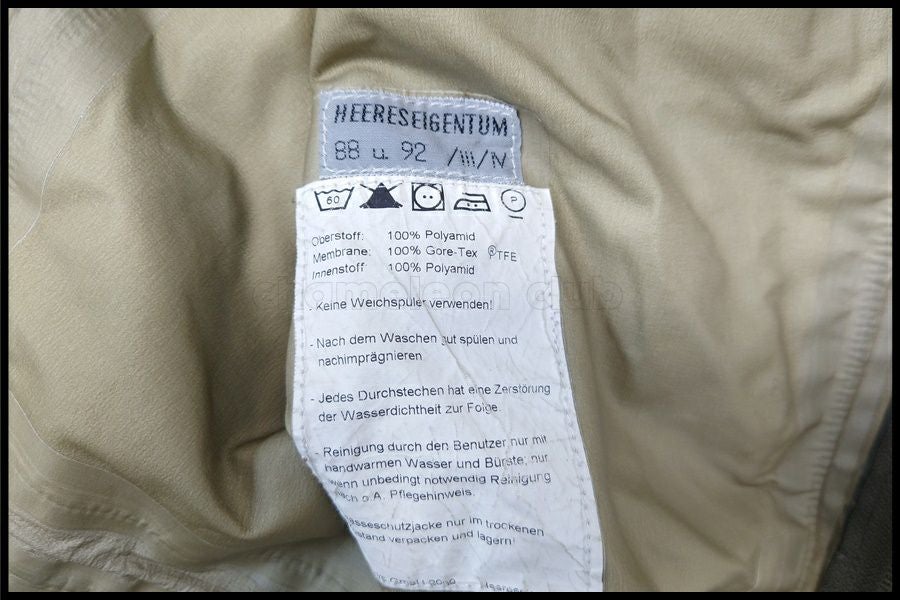 HEERESEIGENTUM
88 u. 92 /III/IV
60
P
Oberstoff: 100% Polyamid
Membrane: 100% Gore-Tex ®PTFE
Innenstoff: 100% Polyamid
chameleon club
- Keine Weichspüler verwenden!
- Nach dem Waschen gut spülen und
nachimprägnieren
- Jedes Durchstechen hat eine Zerstörung
der Wasserdichtheit zur Folge.
- Reinigung durch den Benutzer nur mit
handwarmen Wasser und Bürste; nur
wenn unbedingt notwendig Reinigung
nach o.A. Pflegehinweis.
nur im trockenen
verpacken und lagern!